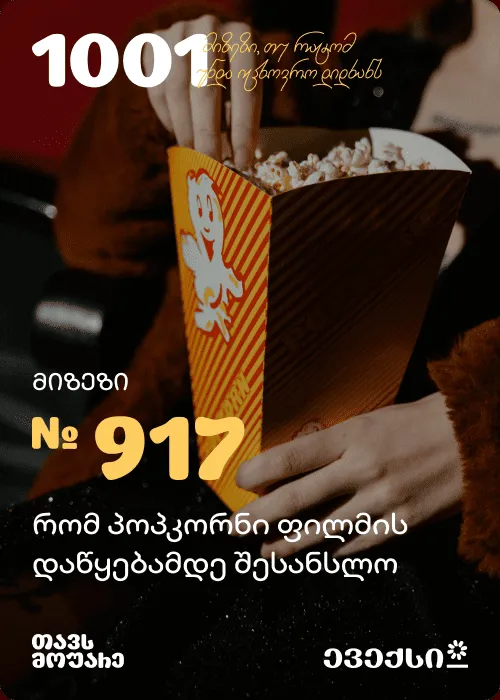 1001
მიზეზი, თუ რატომ
უნდა იცხოვრო დიდხანს
მიზეზი
№ 917
რომ პოპკორნი ფილმის
დაწყებამდე შესანსლო
თავს
მოუარე
ევექსი